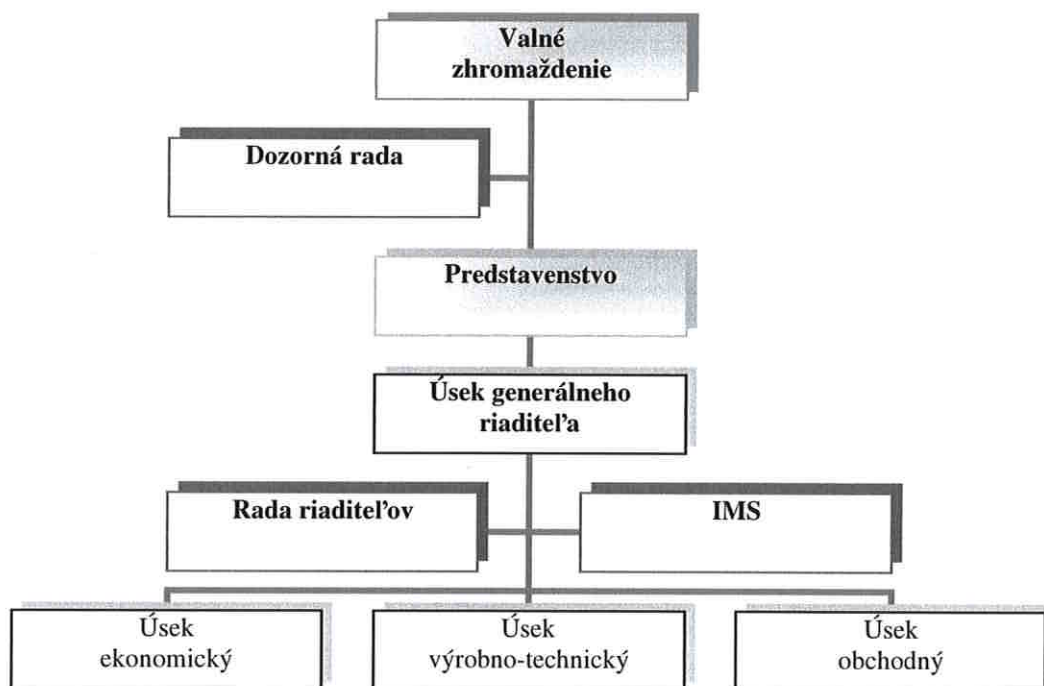 Valné
zhromaždenie
Dozorná rada
Predstavenstvo
Úsek generálneho
riaditeľa
Rada riaditeľov
IMS
Úsek
ekonomický
Úsek
výrobno-technický
Úsek
obchodný